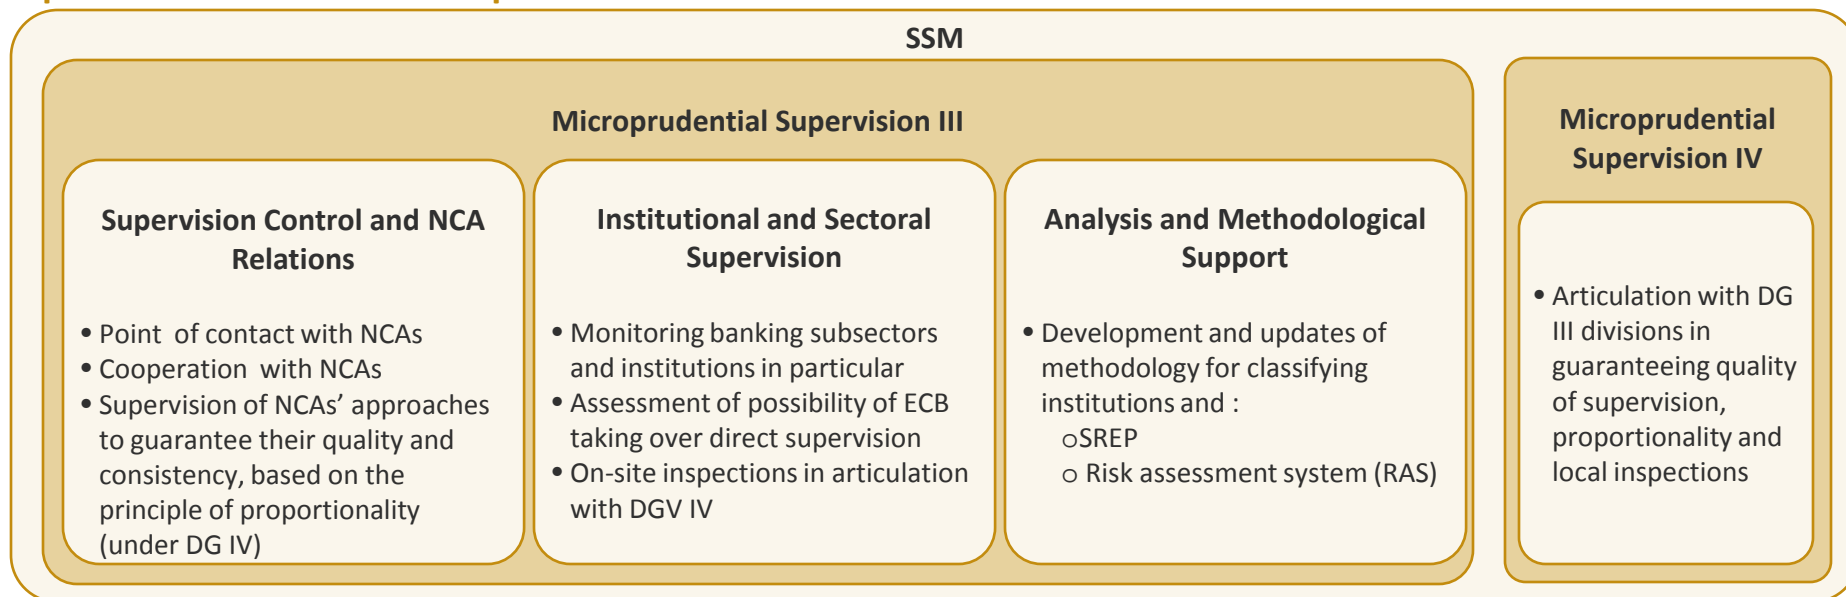 SSM
Microprudential Supervision III
Supervision Control and NCA
Relations
• Point of contact with NCAs
• Cooperation with NCAs
• Supervision of NCAs’ approaches
to guarantee their quality and
consistency, based on the
principle of proportionality
(under DG IV)
Institutional and Sectoral
Supervision
• Monitoring banking subsectors
and institutions in particular
• Assessment of possibility of ECB
taking over direct supervision
• On-site inspections in articulation
with DGV IV
Analysis and Methodological
Support
• Development and updates of
methodology for classifying
institutions and :
oSREP
o Risk assessment system (RAS)
Microprudential
Supervision IV
• Articulation with DG
III divisions in
guaranteeing quality
of supervision,
proportionality and
local inspections